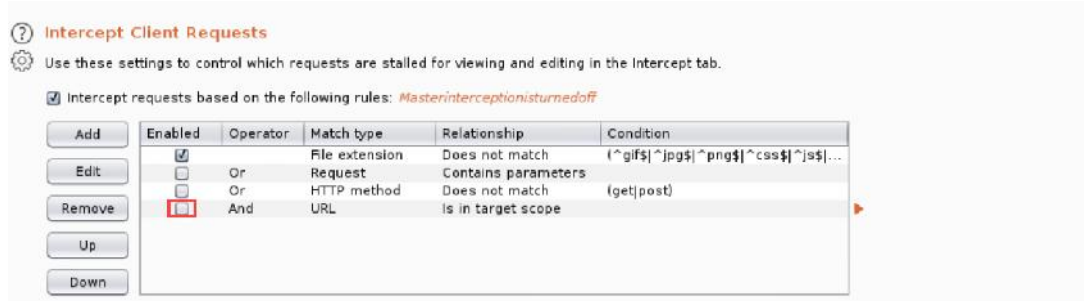 Intercept Client Requests
Use these settings to control which requests are stalled for viewing and editing in the Intercept tab.
Intercept requests based on the following rules: Masterinterceptionisturnedoff
Add Enabled Operator Match type Relationship Condition
File extension Does not match (^gif$|^jpg$|^png$|^css$|^js$|...
Edit Or Request Contains parameters
Or HTTP method Does not match (get|post)
Remove And URL Is in target scope
Up
Down